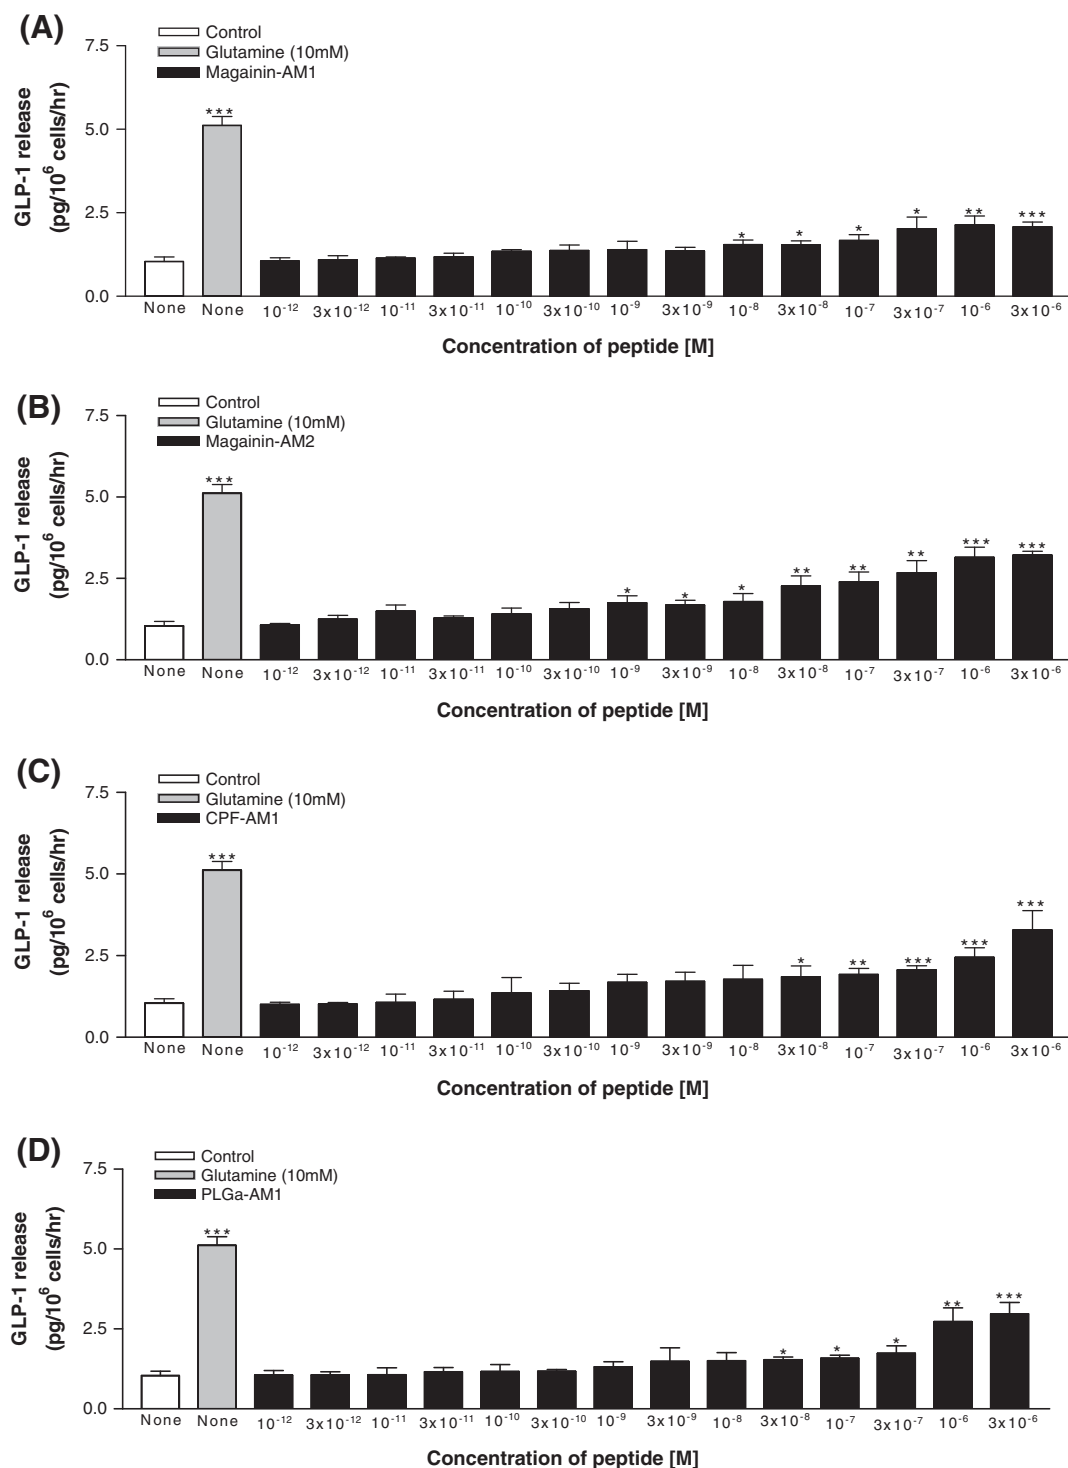 (A)
Control
Glutamine (10mM)
Magainin-AM1
GLP-1 release
(pg/10⁶ cells/hr)
7.5
5.0
2.5
0.0
***
* * * * ** ***
None None 10⁻¹² 3x10⁻¹² 10⁻¹¹ 3x10⁻¹¹ 10⁻¹⁰ 3x10⁻¹⁰ 10⁻⁹ 3x10⁻⁹ 10⁻⁸ 3x10⁻⁸ 10⁻⁷ 3x10⁻⁷ 10⁻⁶ 3x10⁻⁶
Concentration of peptide [M]
(B)
Control
Glutamine (10mM)
Magainin-AM2
GLP-1 release
(pg/10⁶ cells/hr)
7.5
5.0
2.5
0.0
***
* * * ** ** ** *** ***
None None 10⁻¹² 3x10⁻¹² 10⁻¹¹ 3x10⁻¹¹ 10⁻¹⁰ 3x10⁻¹⁰ 10⁻⁹ 3x10⁻⁹ 10⁻⁸ 3x10⁻⁸ 10⁻⁷ 3x10⁻⁷ 10⁻⁶ 3x10⁻⁶
Concentration of peptide [M]
(C)
Control
Glutamine (10mM)
CPF-AM1
GLP-1 release
(pg/10⁶ cells/hr)
7.5
5.0
2.5
0.0
***
* ** *** *** ***
None None 10⁻¹² 3x10⁻¹² 10⁻¹¹ 3x10⁻¹¹ 10⁻¹⁰ 3x10⁻¹⁰ 10⁻⁹ 3x10⁻⁹ 10⁻⁸ 3x10⁻⁸ 10⁻⁷ 3x10⁻⁷ 10⁻⁶ 3x10⁻⁶
Concentration of peptide [M]
(D)
Control
Glutamine (10mM)
PLGa-AM1
GLP-1 release
(pg/10⁶ cells/hr)
7.5
5.0
2.5
0.0
***
* * * ** ***
None None 10⁻¹² 3x10⁻¹² 10⁻¹¹ 3x10⁻¹¹ 10⁻¹⁰ 3x10⁻¹⁰ 10⁻⁹ 3x10⁻⁹ 10⁻⁸ 3x10⁻⁸ 10⁻⁷ 3x10⁻⁷ 10⁻⁶ 3x10⁻⁶
Concentration of peptide [M]